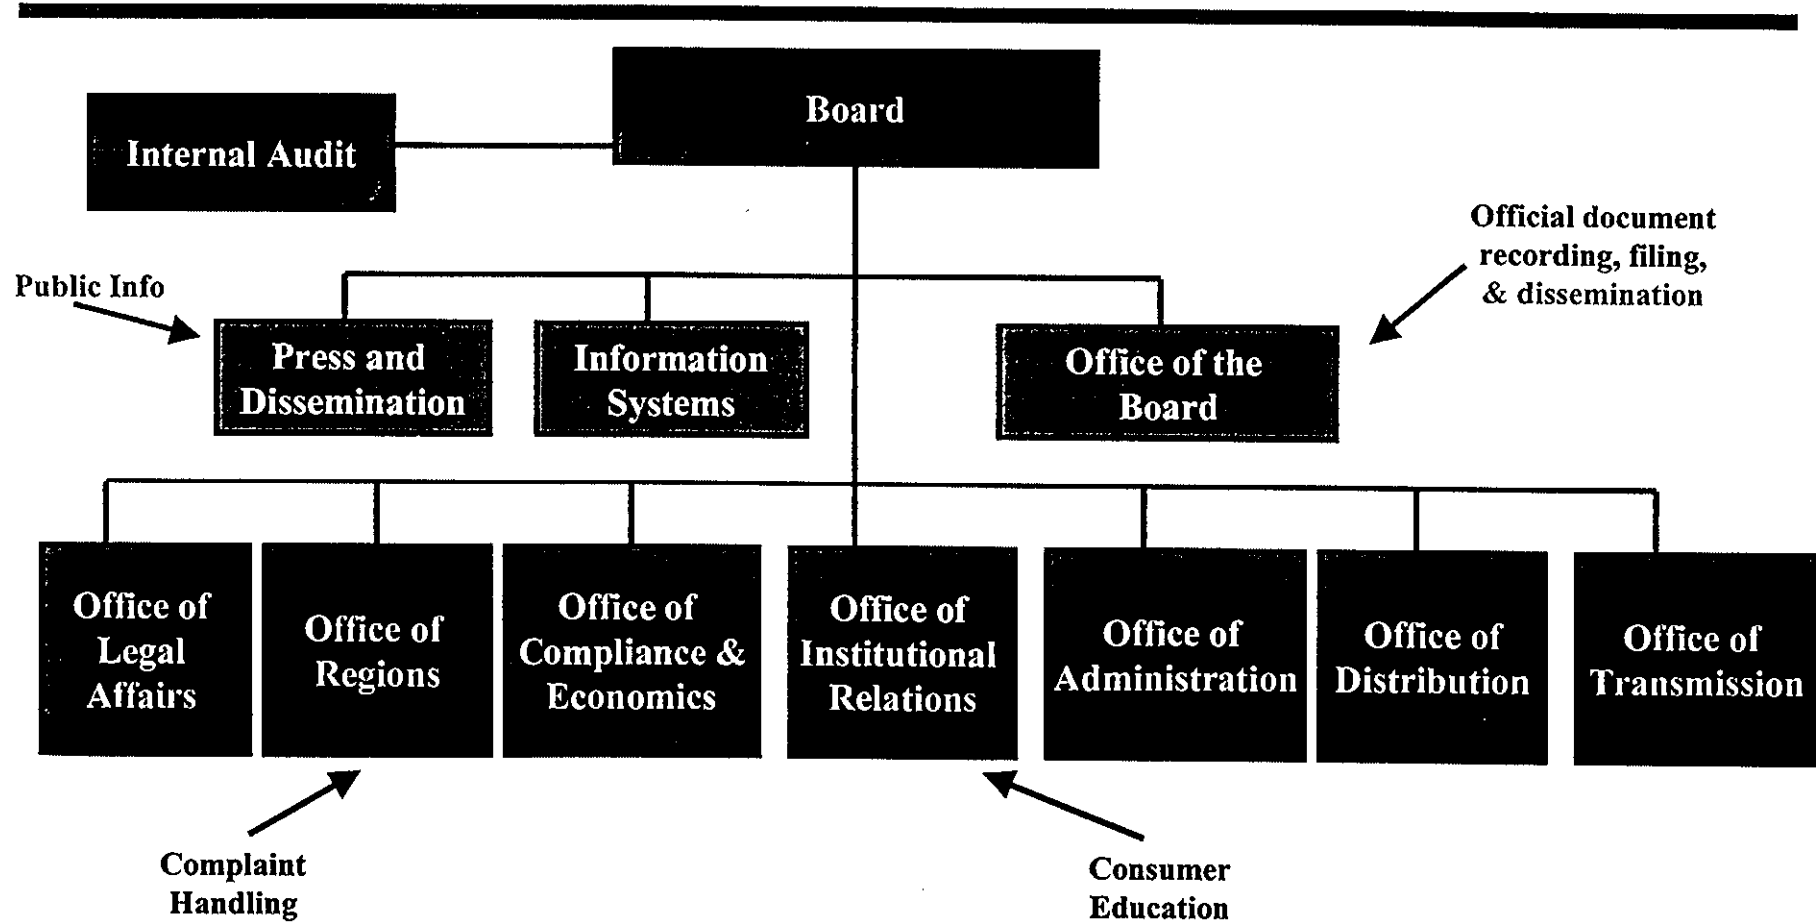 Board
Internal Audit
Official document
recording, filing,
& dissemination
Public Info
Press and
Dissemination
Information
Systems
Office of the
Board
Office of
Legal
Affairs
Office of
Regions
Office of
Compliance &
Economics
Office of
Institutional
Relations
Office of
Administration
Office of
Distribution
Office of
Transmission
Complaint
Handling
Consumer
Education